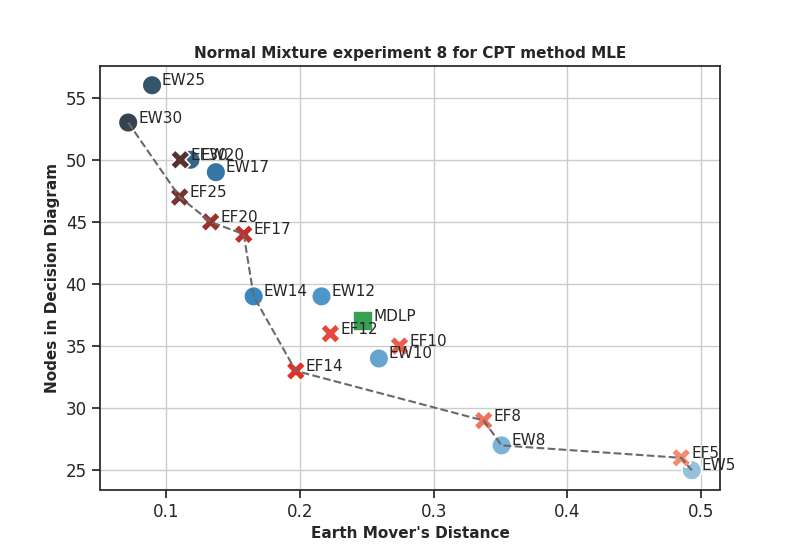 Normal Mixture experiment 8 for CPT method MLE
Nodes in Decision Diagram
55
50
45
40
35
30
25
EW25
EW30
EF30
EW20
EW17
EF25
EF20
EF17
EW14
EW12
MDLP
EF12
EF10
EW10
EF14
EF8
EW8
EF5
EW5
0.1
0.2
0.3
0.4
0.5
Earth Mover's Distance